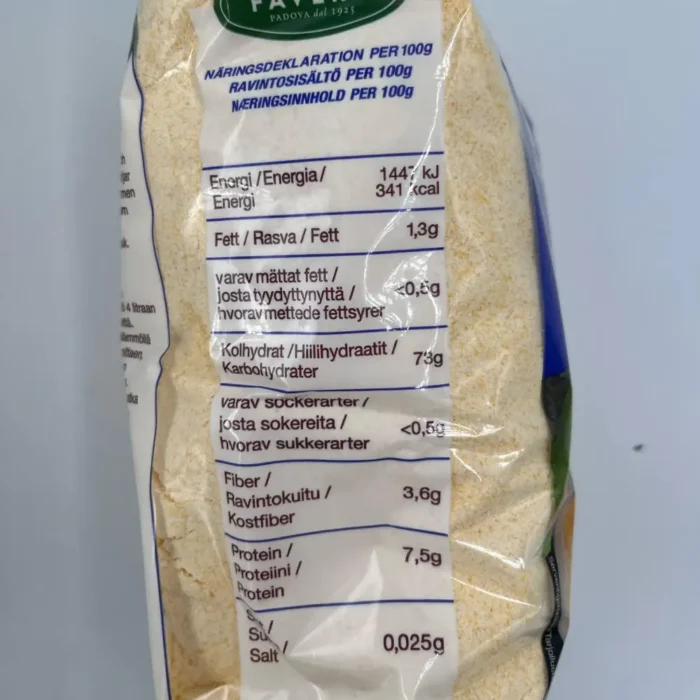 PADOVA dal 1925
NÄRINGSDEKLARATION PER 100g
RAVINTOSISÄLTÖ PER 100g
NÆRINGSINNHOLD PER 100g
Energi / Energia /
Energi
1447 kJ
341 kcal
Fett / Rasva / Fett
1,3g
varav mättat fett /
josta tyydyttynyttä /
hvorav mettede fettsyrer
<0,5g
Kolhydrat /Hiilihydraatit /
Karbohydrater
73g
varav sockerarter /
josta sokereita /
hvorav sukkerarter
<0,5g
Fiber /
Ravintokuitu /
Kostfiber
3,6g
Protein /
Proteiini /
Protein
7,5g
Salt
0,025g
4 litraan